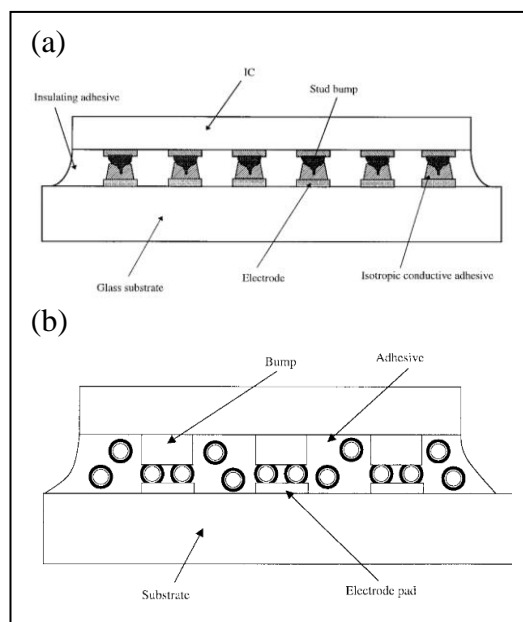 (a)
IC
Insulating adhesive
Stud bump
Glass substrate
Electrode
Isotropic conductive adhesive
(b)
Bump
Adhesive
Substrate
Electrode pad